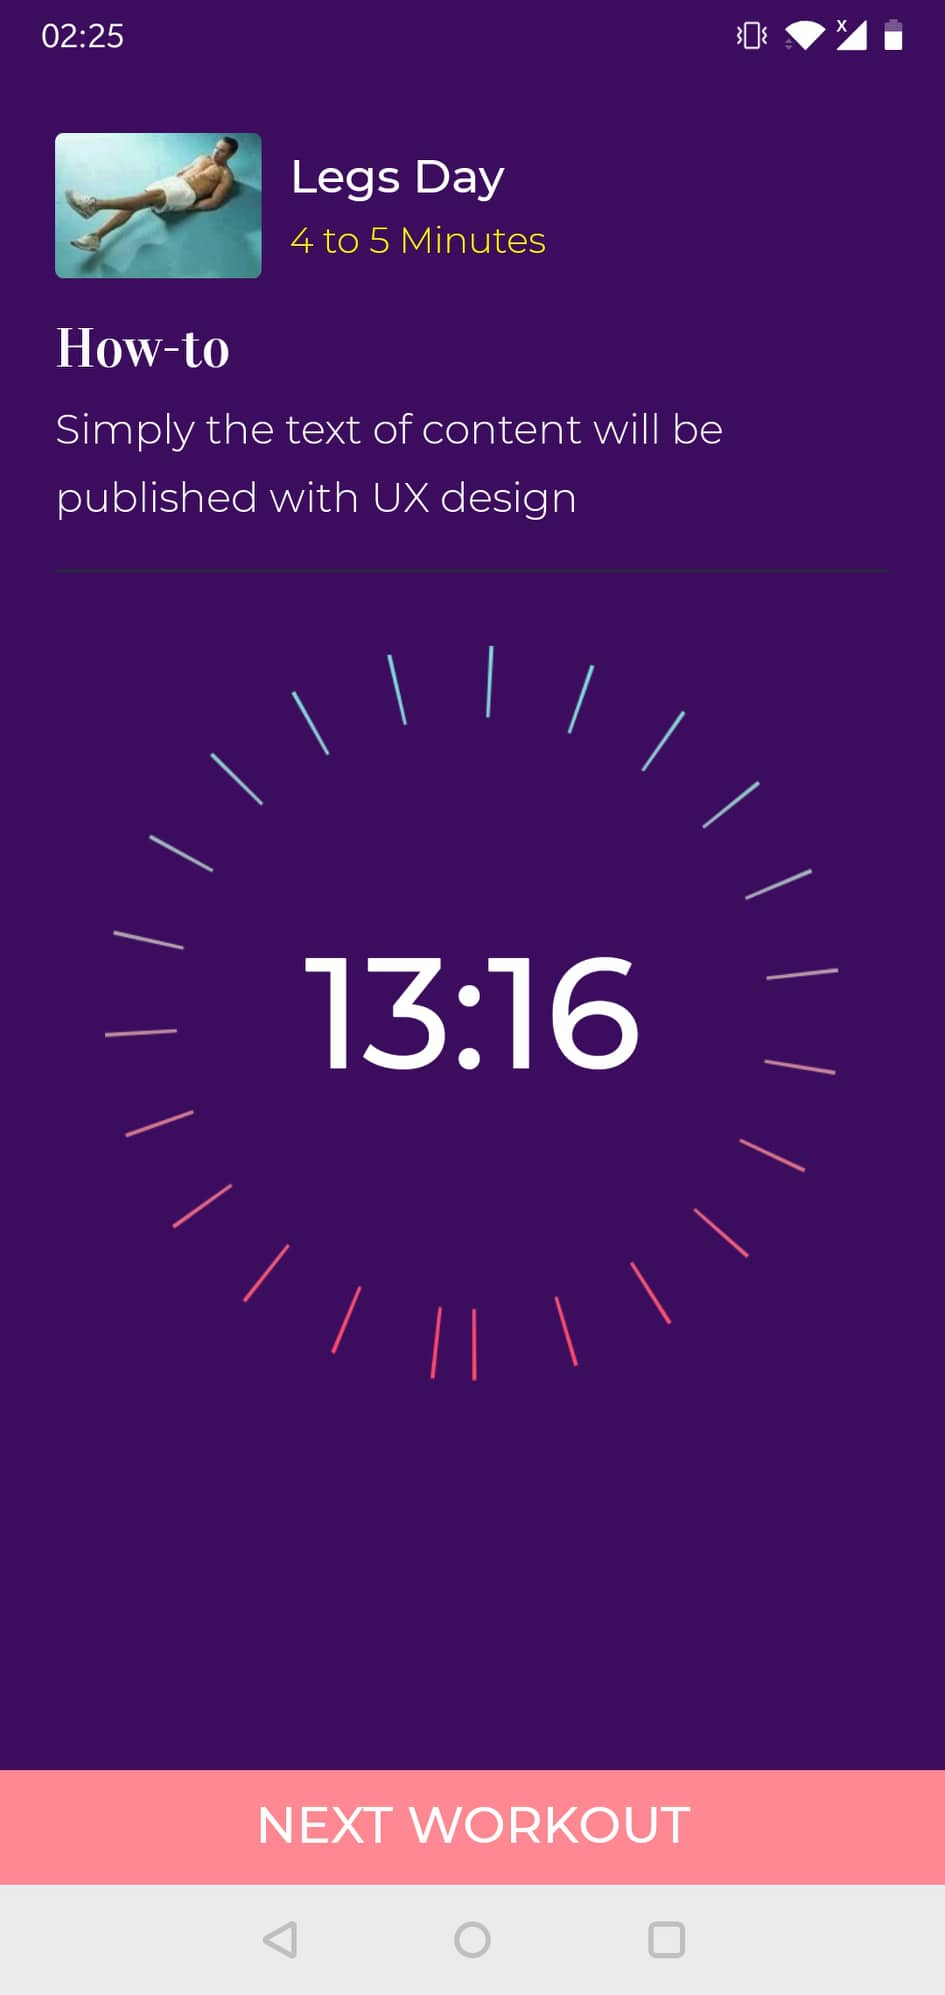 02:25
X
Legs Day
4 to 5 Minutes
How-to
Simply the text of content will be
published with UX design
13:16
NEXT WORKOUT